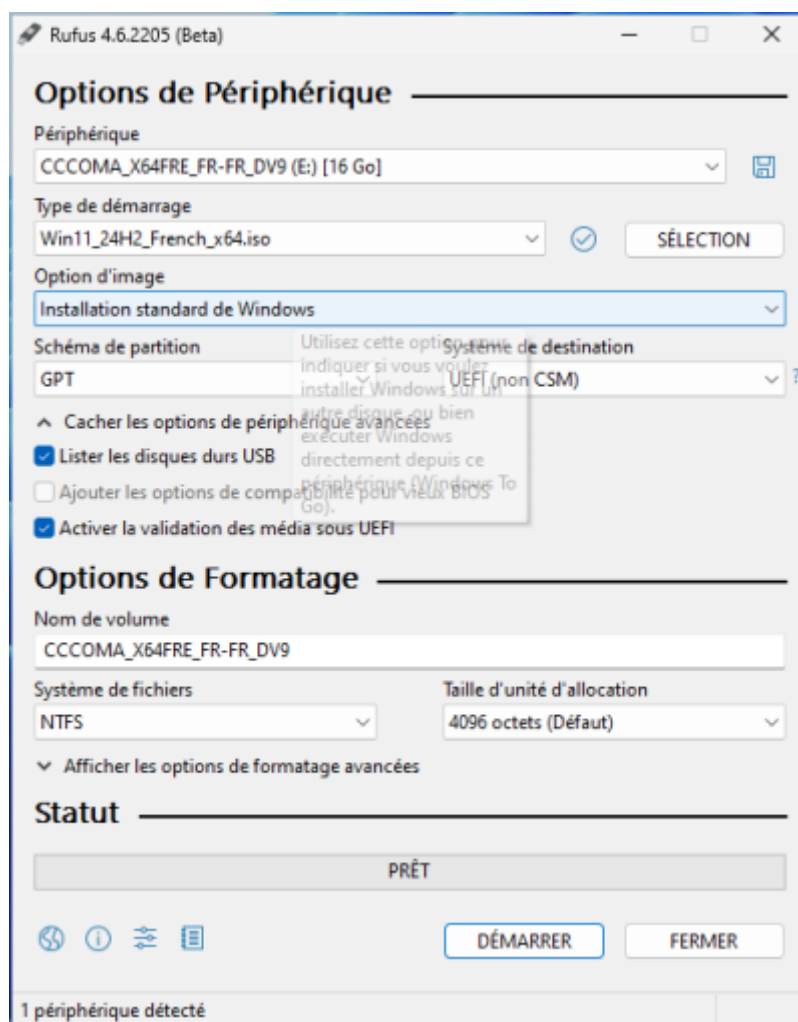 Rufus 4.6.2205 (Beta)
Options de Périphérique
Périphérique
CCCOMA_X64FRE_FR-FR_DV9 (E:) [16 Go]
Type de démarrage
Win11_24H2_French_x64.iso
SÉLECTION
Option d'image
Installation standard de Windows
Schéma de partition
Système de destination
GPT
UEFI (non CSM)
?
Utilisez cette option pour
indiquer si vous voulez
installer Windows sur un
autre disque, ou bien
exécuter Windows
directement depuis ce
périphérique (Windows To
Go).
Cacher les options de périphérique avancées
Lister les disques durs USB
Ajouter les options de compatibilité pour vieux BIOS
Activer la validation des média sous UEFI
Options de Formatage
Nom de volume
CCCOMA_X64FRE_FR-FR_DV9
Système de fichiers
Taille d'unité d'allocation
NTFS
4096 octets (Défaut)
Afficher les options de formatage avancées
Statut
PRÊT
DÉMARRER
FERMER
1 périphérique détecté